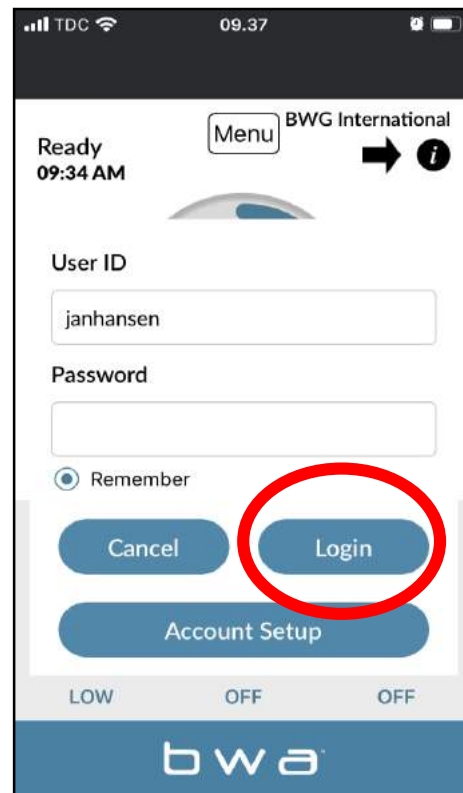 TDC 09.37
BWG International
Menu
Ready
09:34 AM
i
User ID
janhansen
Password
Remember
Cancel Login
Account Setup
LOW OFF OFF
bwa